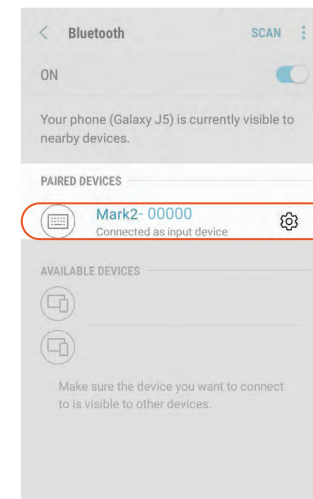 Bluetooth SCAN
ON
Your phone (Galaxy J5) is currently visible to
nearby devices.
PAIRED DEVICES
Mark2- 00000
Connected as input device
AVAILABLE DEVICES
Make sure the device you want to connect
to is visible to other devices.